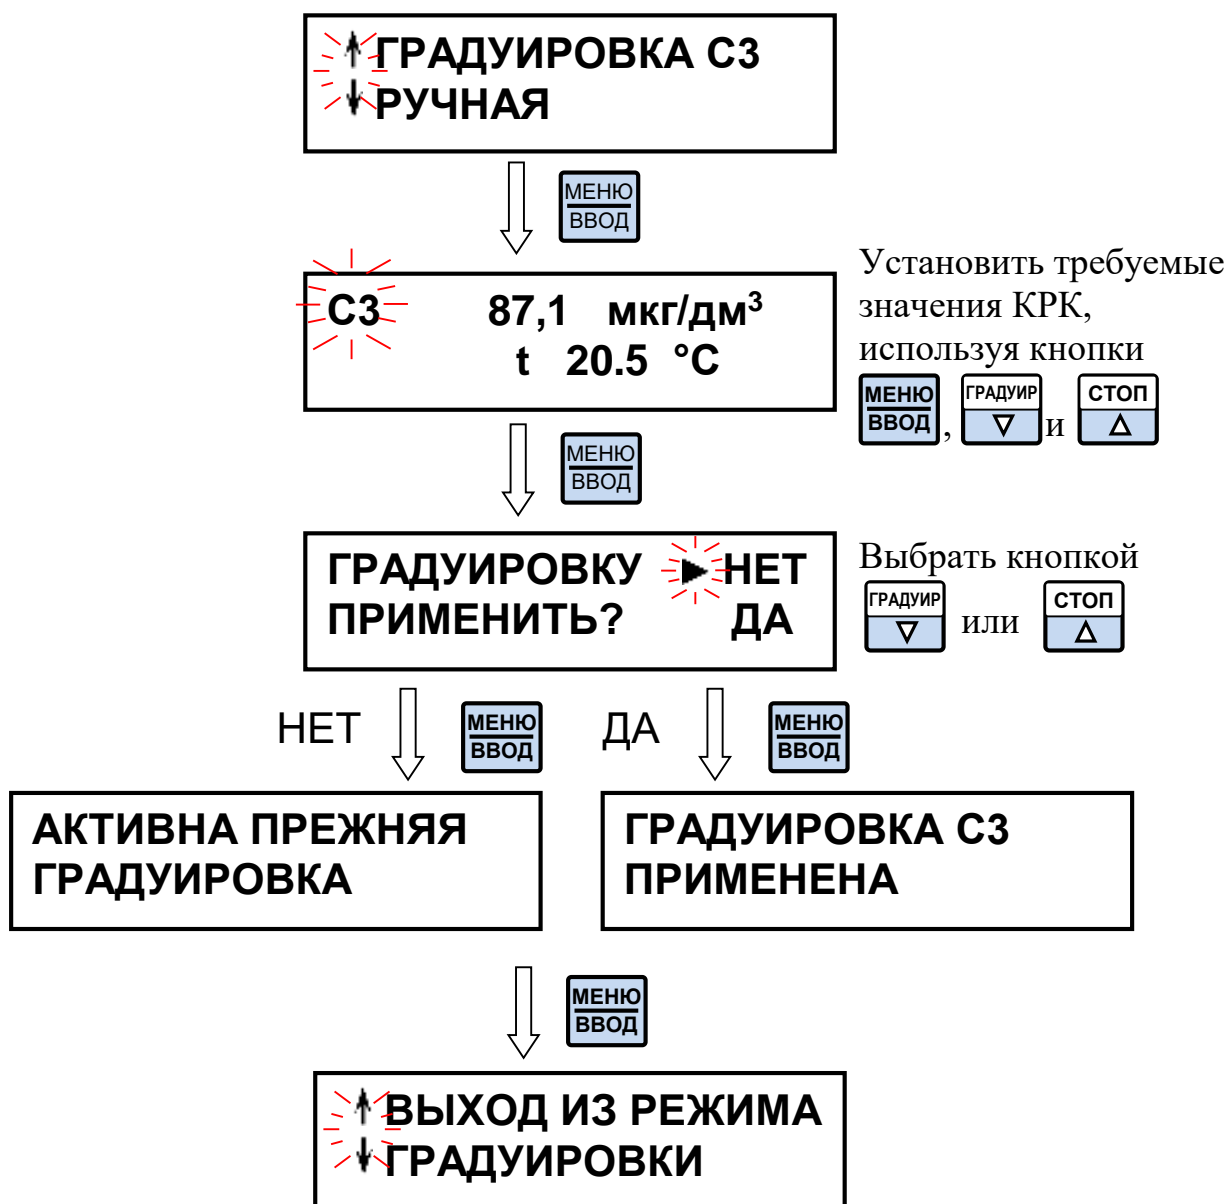 ГРАДУИРОВКА С3
РУЧНАЯ
МЕНЮ
ВВОД
С3 87,1 мкг/дм³
t 20.5 °C
Установить требуемые
значения КРК,
используя кнопки
МЕНЮ
ВВОД
,
ГРАДУИР
и
СТОП
МЕНЮ
ВВОД
ГРАДУИРОВКУ НЕТ
ПРИМЕНИТЬ? ДА
Выбрать кнопкой
ГРАДУИР
или
СТОП
НЕТ
МЕНЮ
ВВОД
ДА
МЕНЮ
ВВОД
АКТИВНА ПРЕЖНЯЯ
ГРАДУИРОВКА
ГРАДУИРОВКА С3
ПРИМЕНЕНА
МЕНЮ
ВВОД
ВЫХОД ИЗ РЕЖИМА
ГРАДУИРОВКИ